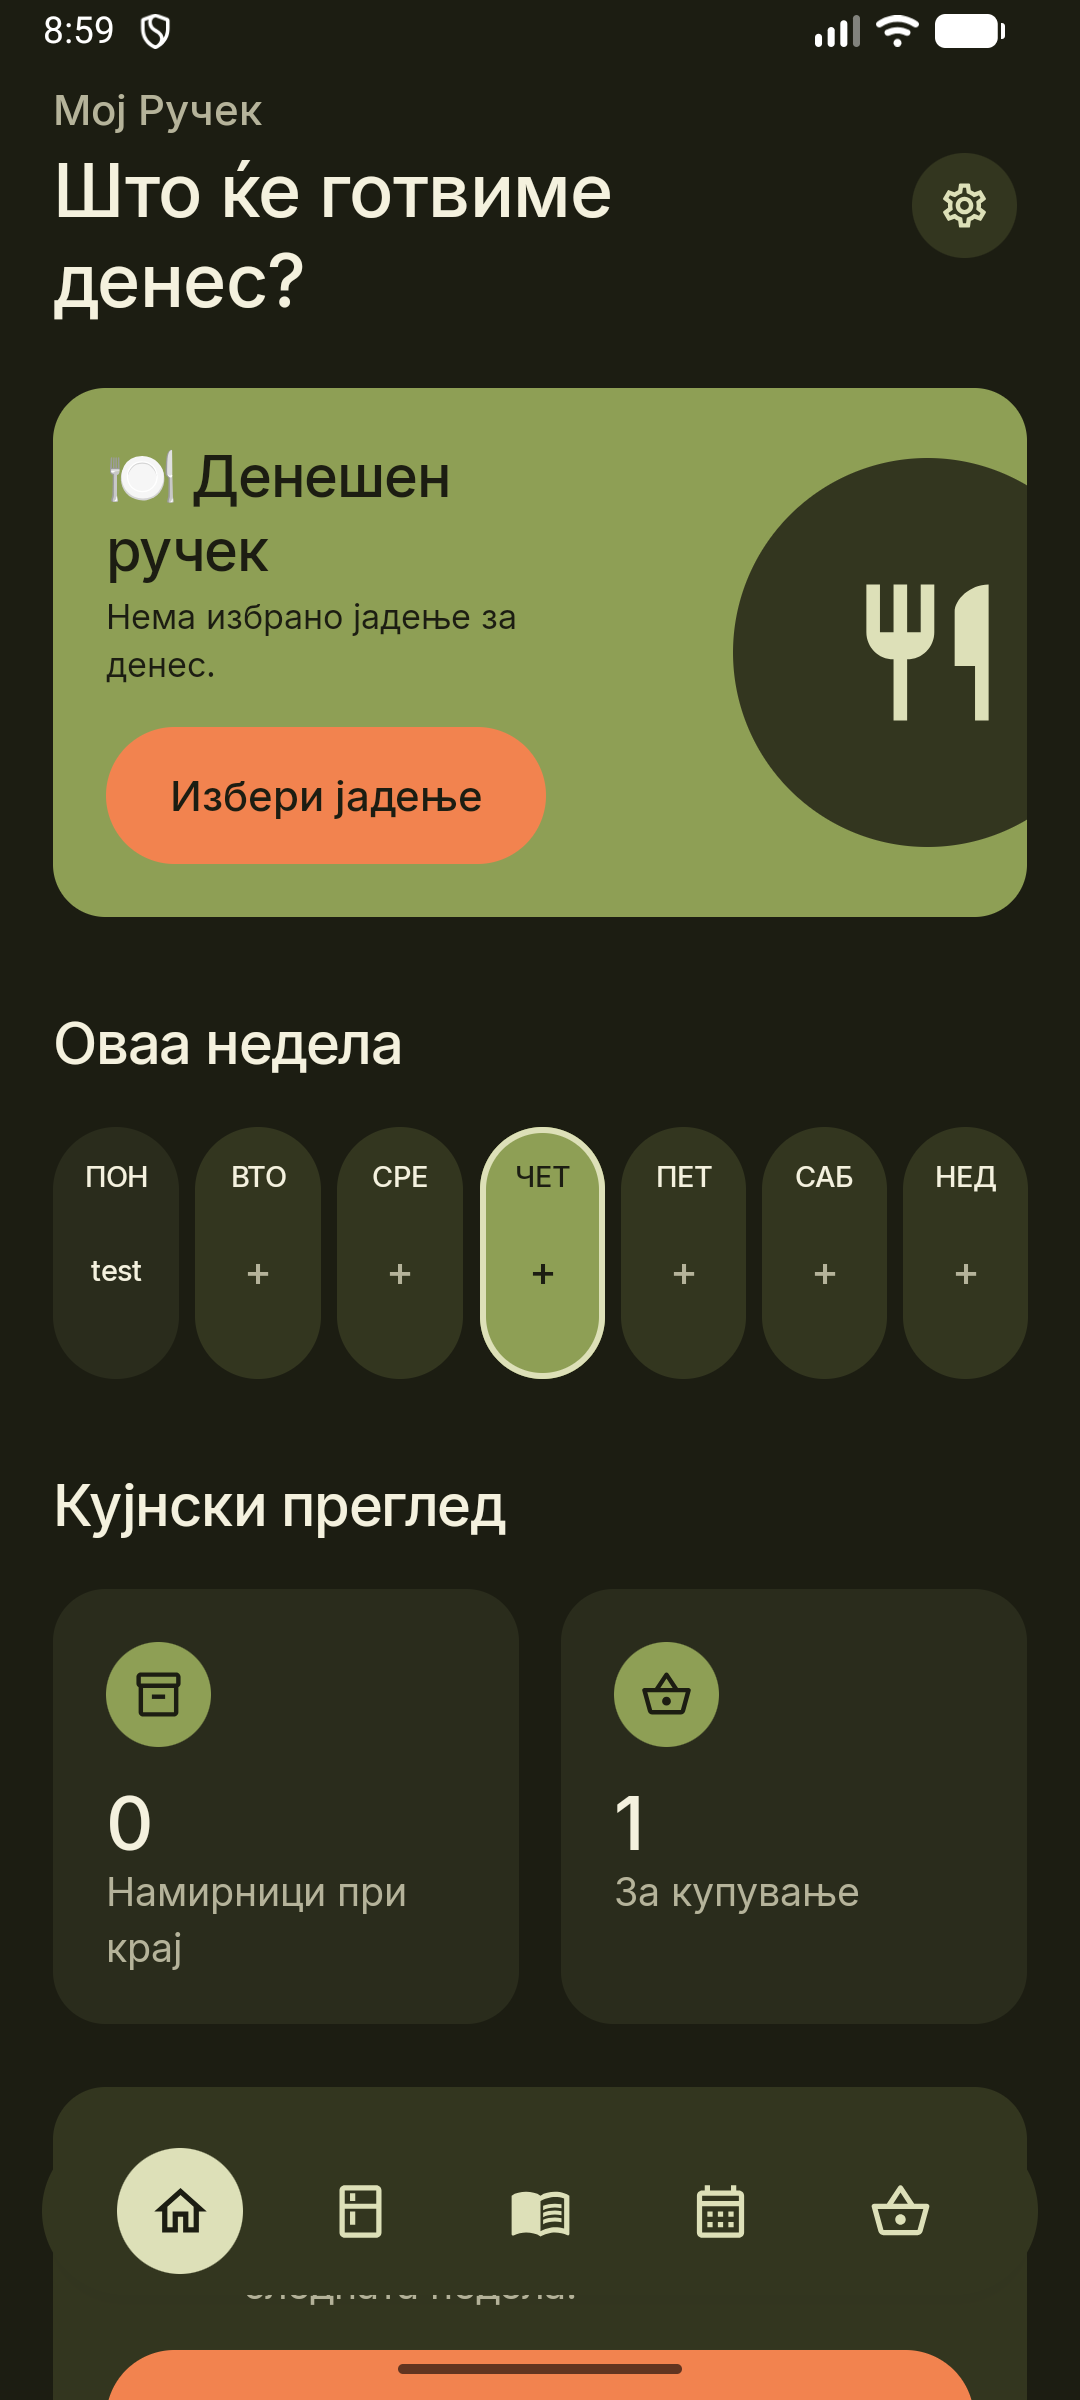 8:59
Мој Ручек
Што ќе готвиме
денес?
🍽️ Денешен
ручек
Нема избрано јадење за
денес.
Избери јадење
Оваа недела
ПОН ВТО СРЕ ЧЕТ ПЕТ САБ НЕД
test + + + + + +
Кујнски преглед
0
Намирници при
крај
1
За купување